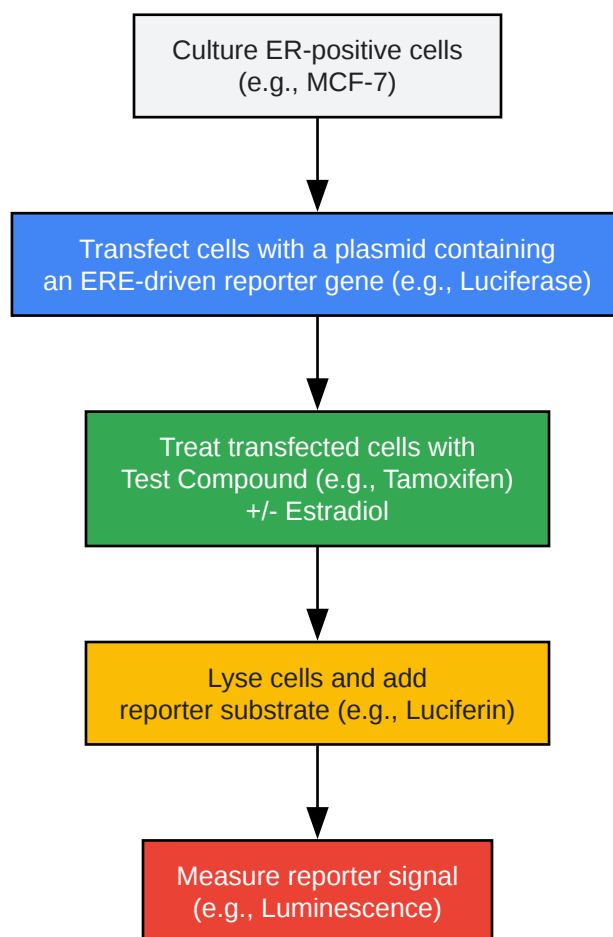 Culture ER-positive cells
(e.g., MCF-7)
Transfect cells with a plasmid containing
an ERE-driven reporter gene (e.g., Luciferase)
Treat transfected cells with
Test Compound (e.g., Tamoxifen)
+/- Estradiol
Lyse cells and add
reporter substrate (e.g., Luciferin)
Measure reporter signal
(e.g., Luminescence)